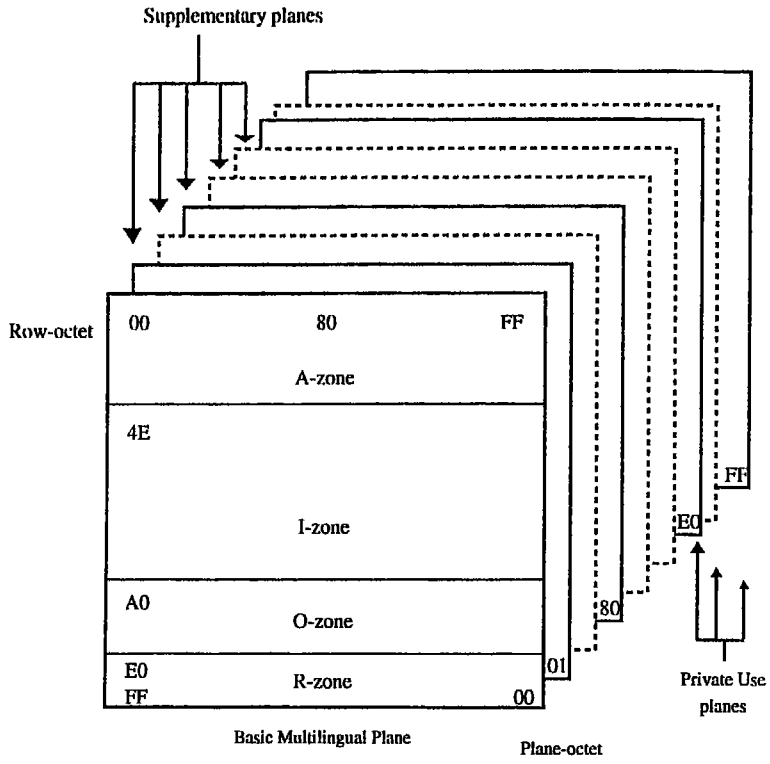 Supplementary planes
Row-octet
00 80 FF
A-zone
4E
I-zone
A0
O-zone
E0
R-zone
FF 00
01
80
E0
FF
Private Use
planes
Basic Multilingual Plane
Plane-octet